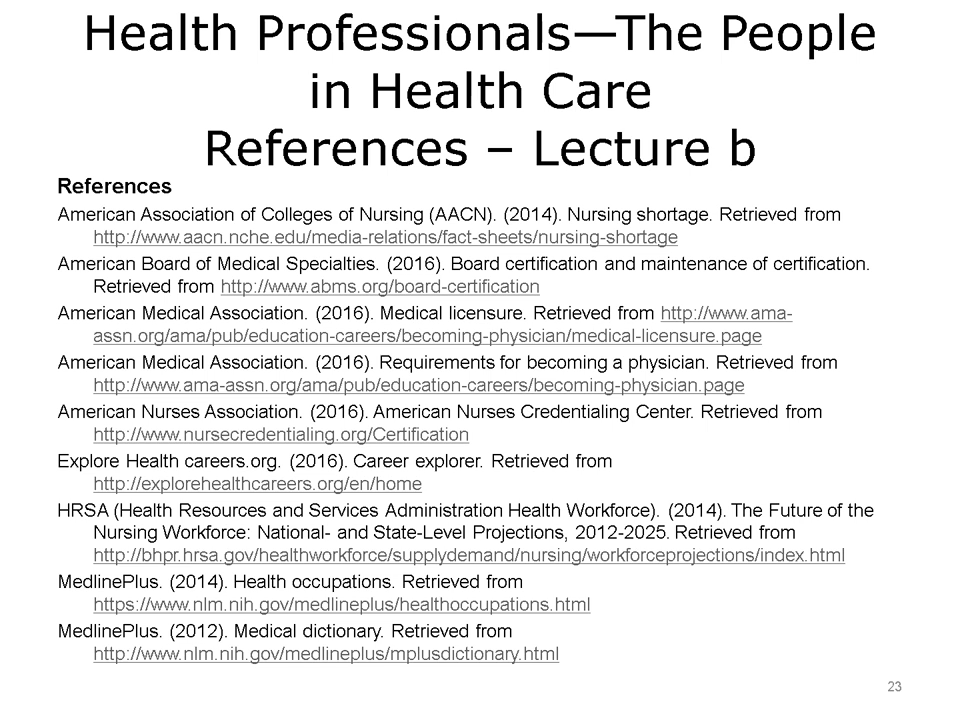 Health Professionals—The People
in Health Care
References – Lecture b
References
American Association of Colleges of Nursing (AACN). (2014). Nursing shortage. Retrieved from
http://www.aacn.nche.edu/media-relations/fact-sheets/nursing-shortage
American Board of Medical Specialties. (2016). Board certification and maintenance of certification.
Retrieved from http://www.abms.org/board-certification
American Medical Association. (2016). Medical licensure. Retrieved from http://www.ama-
assn.org/ama/pub/education-careers/becoming-physician/medical-licensure.page
American Medical Association. (2016). Requirements for becoming a physician. Retrieved from
http://www.ama-assn.org/ama/pub/education-careers/becoming-physician.page
American Nurses Association. (2016). American Nurses Credentialing Center. Retrieved from
http://www.nursecredentialing.org/Certification
Explore Health careers.org. (2016). Career explorer. Retrieved from
http://explorehealthcareers.org/en/home
HRSA (Health Resources and Services Administration Health Workforce). (2014). The Future of the
Nursing Workforce: National- and State-Level Projections, 2012-2025. Retrieved from
http://bhpr.hrsa.gov/healthworkforce/supplydemand/nursing/workforceprojections/index.html
MedlinePlus. (2014). Health occupations. Retrieved from
https://www.nlm.nih.gov/medlineplus/healthoccupations.html
MedlinePlus. (2012). Medical dictionary. Retrieved from
http://www.nlm.nih.gov/medlineplus/mplusdictionary.html
23